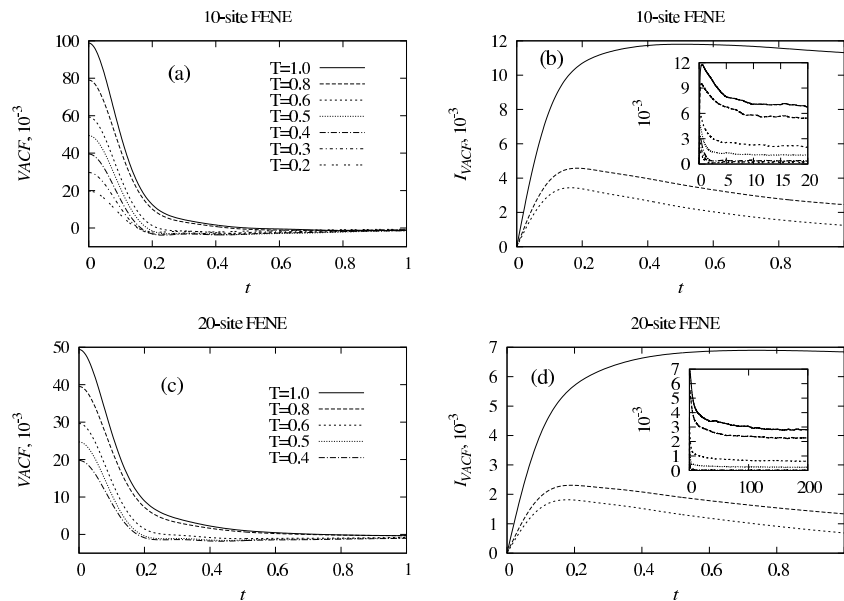 10-site FENE
VACF, 10-3
100
80
60
40
20
0
(a)
T=1.0
T=0.8
T=0.6
T=0.5
T=0.4
T=0.3
T=0.2
0 0.2 0.4 0.6 0.8 1
t
10-site FENE
IVACF, 10-3
12
10
8
6
4
2
0
(b)
10-3
12
9
6
3
0
0 5 10 15 20
0 0.2 0.4 0.6 0.8
t
20-site FENE
VACF, 10-3
50
40
30
20
10
0
(c)
T=1.0
T=0.8
T=0.6
T=0.5
T=0.4
0 0.2 0.4 0.6 0.8 1
t
20-site FENE
IVACF, 10-3
7
6
5
4
3
2
1
0
(d)
10-3
7
6
5
4
3
2
1
0
0 100 200
0 0.2 0.4 0.6 0.8
t